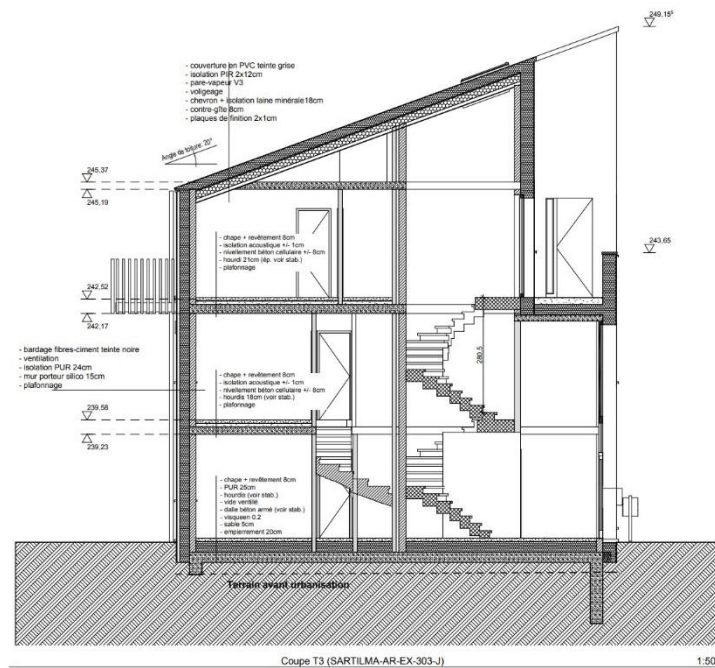 249,15⁵
- couverture en PVC teinte grise
- isolation PIR 2x12cm
- pare-vapeur V3
- voligeage
- chevron + isolation laine minérale18cm
- contre-gîte 8cm
- plaques de finition 2x1cm
Angle de toiture: 20°
245,37
245,19
243,65
- chape + revêtement 8cm
- isolation acoustique +/- 1cm
- nivellement béton cellulaire +/- 8cm
- hourdi 21cm (ép. voir stab.)
- plafonnage
242,52
242,17
- bardage fibres-ciment teinte noire
- ventilation
- isolation PUR 24cm
- mur porteur silico 15cm
- plafonnage
280,5
- chape + revêtement 8cm
- isolation acoustique +/- 1cm
- nivellement béton cellulaire +/- 8cm
- hourdis 18cm (voir stab.)
- plafonnage
239,58
239,23
- chape + revêtement 8cm
- PUR 25cm
- hourdis (voir stab.)
- vide ventilé
- dalle béton armé (voir stab.)
- visqueen 0.2
- sable 5cm
- empierrement 20cm
Terrain avant urbanisation
Coupe T3 (SARTILMA-AR-EX-303-J)
1:50